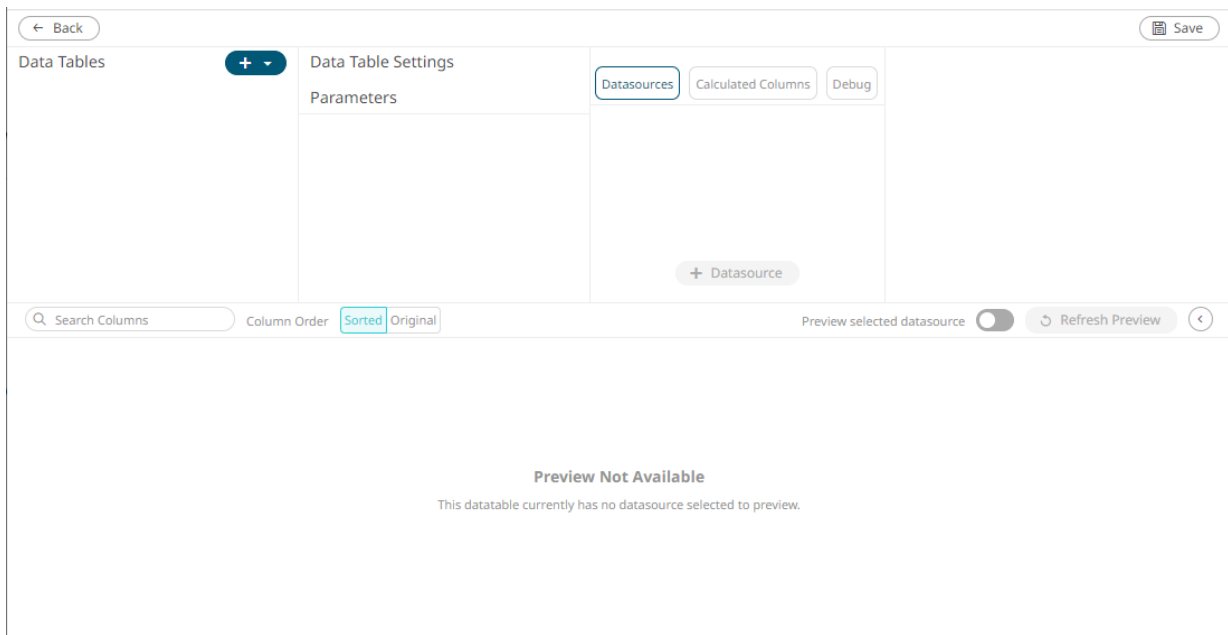 Back
Save
Data Tables
Data Table Settings
Parameters
Datasources
Calculated Columns
Debug
+ Datasource
Search Columns
Column Order
Sorted
Original
Preview selected datasource
Refresh Preview
Preview Not Available
This datatable currently has no datasource selected to preview.